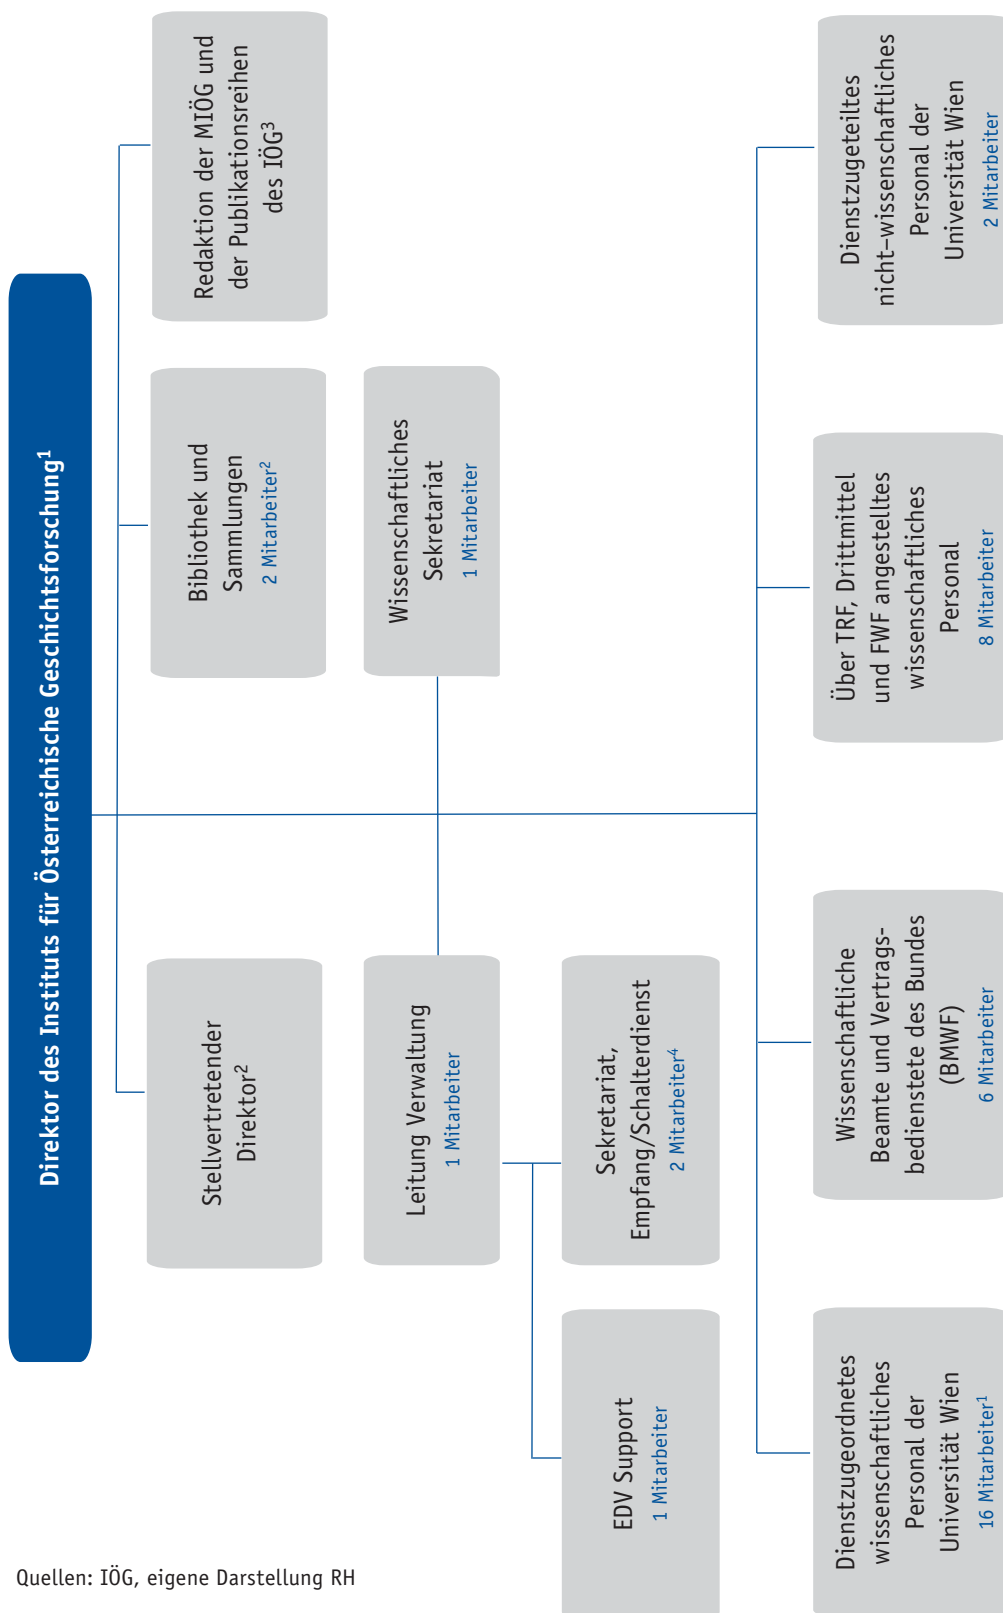 Direktor des Instituts für Österreichische Geschichtsforschung¹
Stellvertretender
Direktor²
Bibliothek und
Sammlungen
2 Mitarbeiter²
Redaktion der MIÖG und
der Publikationsreihen
des IÖG³
Leitung Verwaltung
1 Mitarbeiter
Wissenschaftliches
Sekretariat
1 Mitarbeiter
EDV Support
1 Mitarbeiter
Sekretariat,
Empfang/Schalterdienst
2 Mitarbeiter⁴
Dienstzugeordnetes
wissenschaftliches
Personal der
Universität Wien
16 Mitarbeiter¹
Wissenschaftliche
Beamte und Vertrags-
bedienstete des Bundes
(BMWF)
6 Mitarbeiter
Über TRF, Drittmittel
und FWF angestelltes
wissenschaftliches
Personal
8 Mitarbeiter
Dienstzugeteiltes
nicht–wissenschaftliches
Personal der
Universität Wien
2 Mitarbeiter
Quellen: IÖG, eigene Darstellung RH